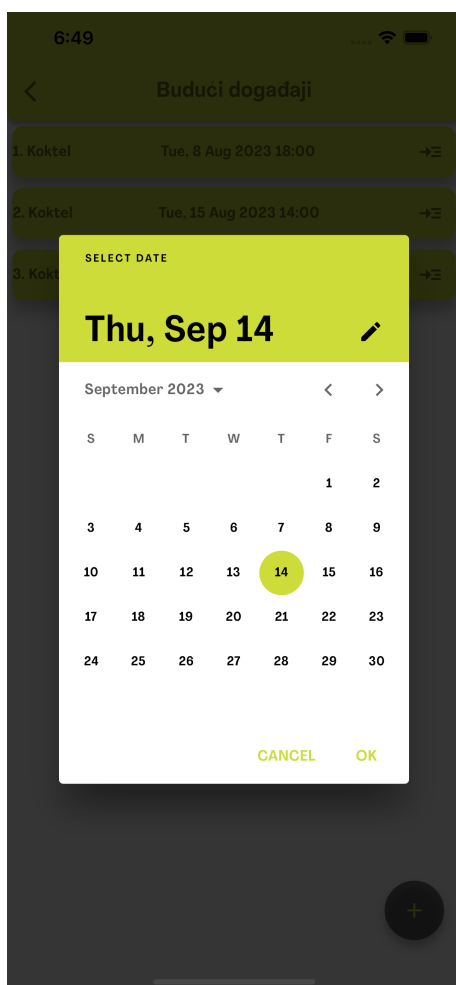 6:49
Budući događaji
1. Koktel Tue, 8 Aug 2023 18:00
2. Koktel Tue, 15 Aug 2023 14:00
3.
SELECT DATE
Thu, Sep 14
September 2023
S M T W T F S
1 2
3 4 5 6 7 8 9
10 11 12 13 14 15 16
17 18 19 20 21 22 23
24 25 26 27 28 29 30
CANCEL OK